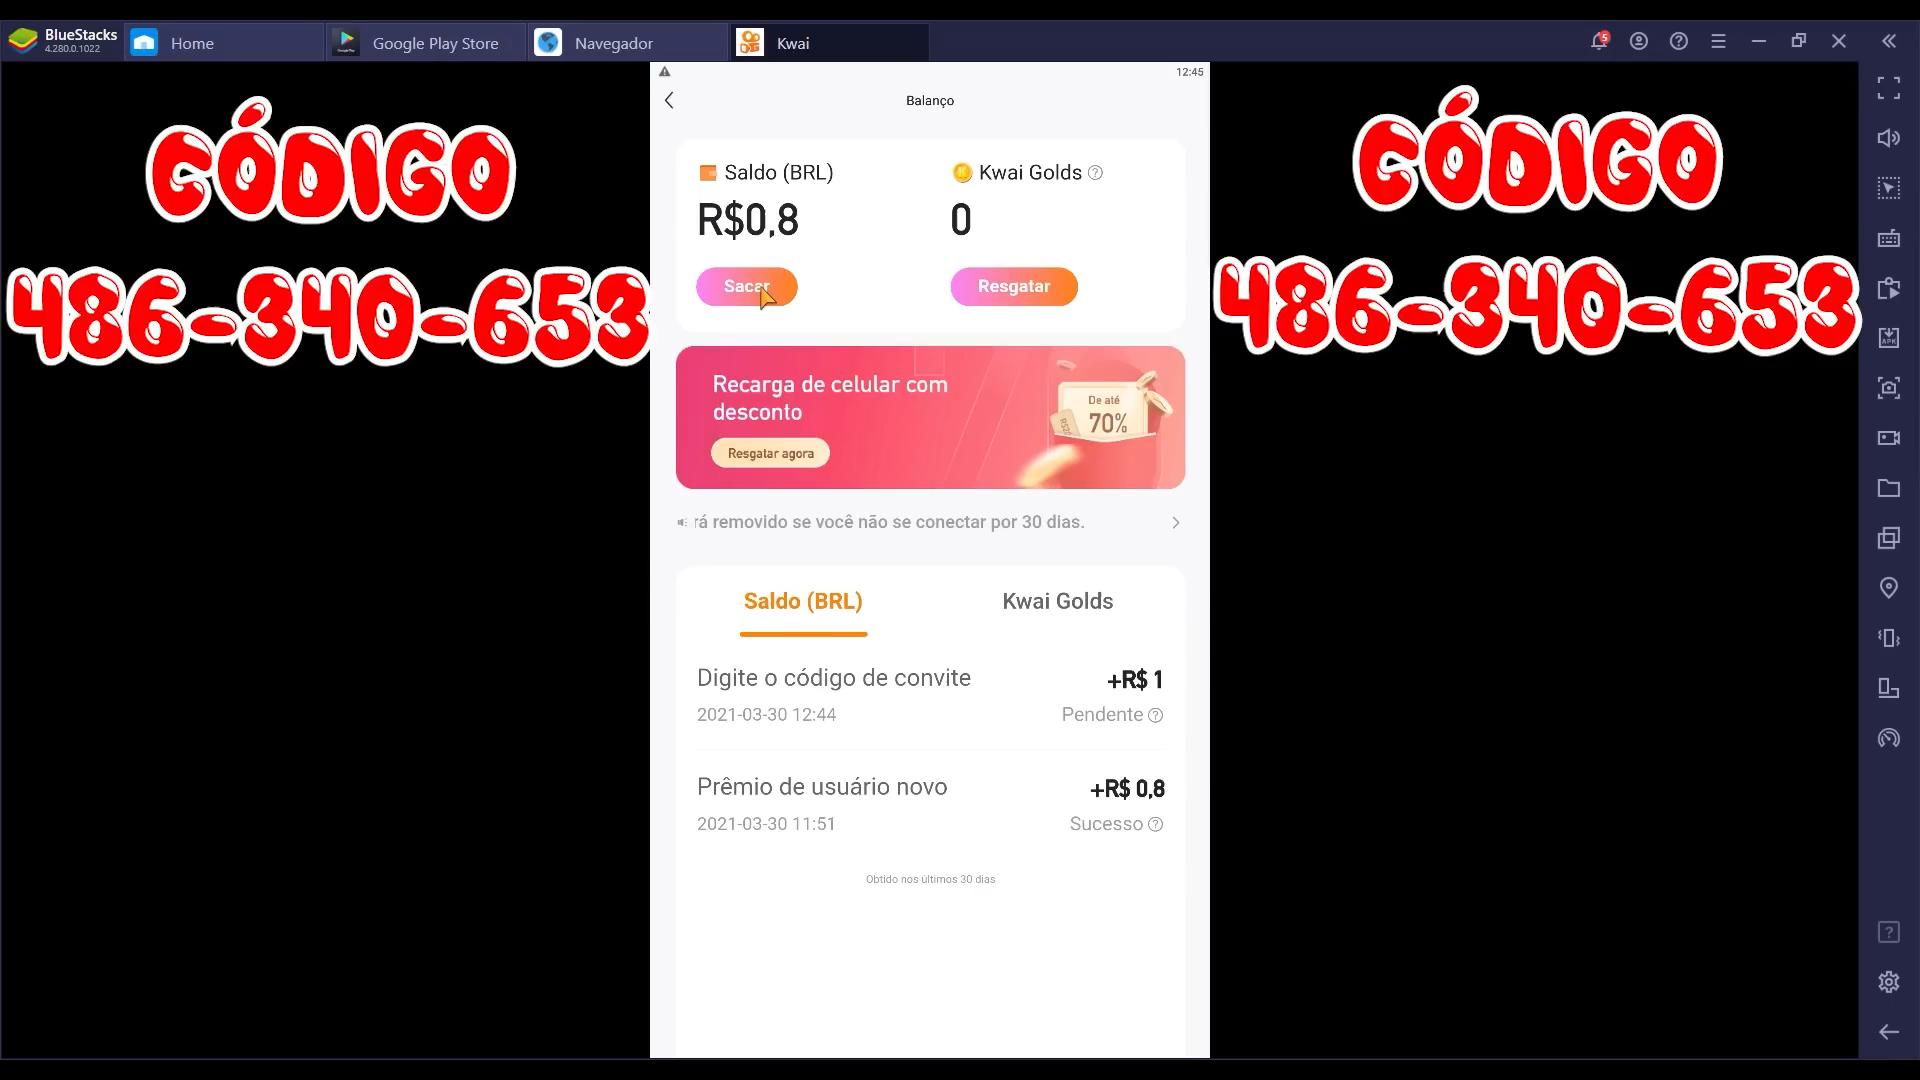 BlueStacks
4.280.0.1022
Home
Google Play Store
Navegador
Kwai
5
12:45
Balanço
CÓDIGO
486-340-653
CÓDIGO
486-340-653
Saldo (BRL)
Kwai Golds
R$0,8
0
Sacar
Resgatar
Recarga de celular com
desconto
Resgatar agora
De até
70%
rá removido se você não se conectar por 30 dias.
Saldo (BRL)
Kwai Golds
Digite o código de convite
+R$ 1
2021-03-30 12:44
Pendente
Prêmio de usuário novo
+R$ 0,8
2021-03-30 11:51
Sucesso
Obtido nos últimos 30 dias
APK